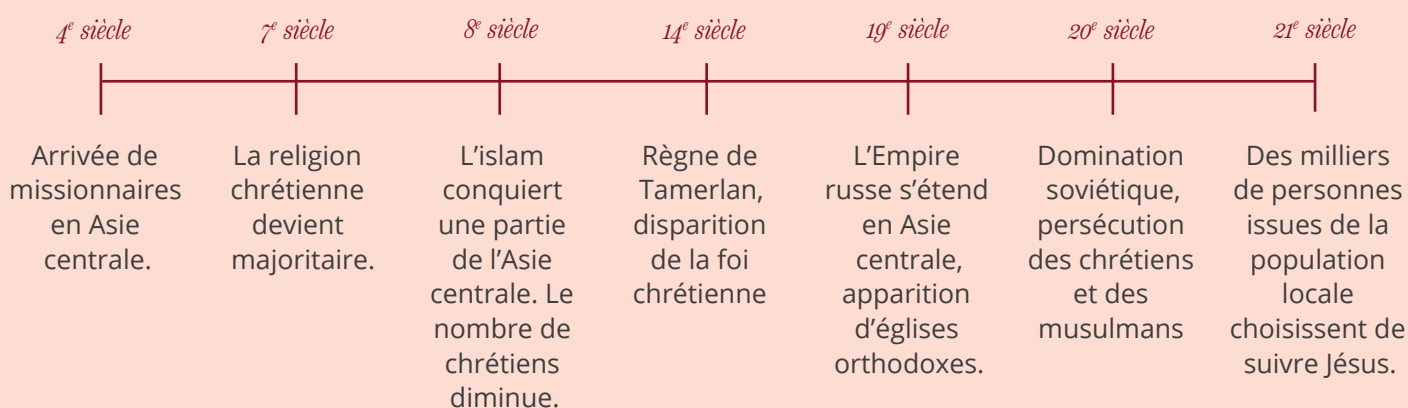 4e siècle
Arrivée de
missionnaires
en Asie
centrale.
7e siècle
La religion
chrétienne
devient
majoritaire.
8e siècle
L’islam
conquiert
une partie
de l’Asie
centrale. Le
nombre de
chrétiens
diminue.
14e siècle
Règne de
Tamerlan,
disparition
de la foi
chrétienne
19e siècle
L’Empire
russe s’étend
en Asie
centrale,
apparition
d’églises
orthodoxes.
20e siècle
Domination
soviétique,
persécution
des chrétiens
et des
musulmans
21e siècle
Des milliers
de personnes
issues de la
population
locale
choisissent de
suivre Jésus.